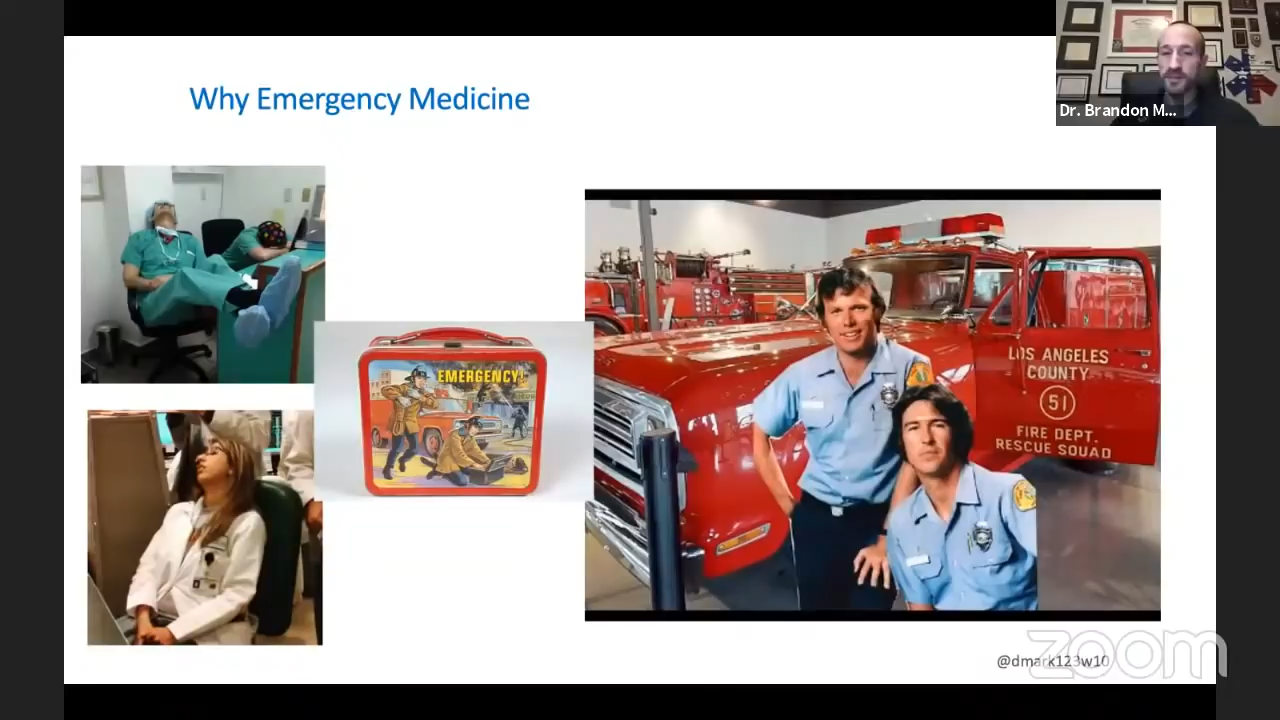 Why Emergency Medicine
Dr. Brandon M...
EMERGENCY!
LOS ANGELES
COUNTY
51
FIRE DEPT.
RESCUE SQUAD
@dmark123w10
zoom